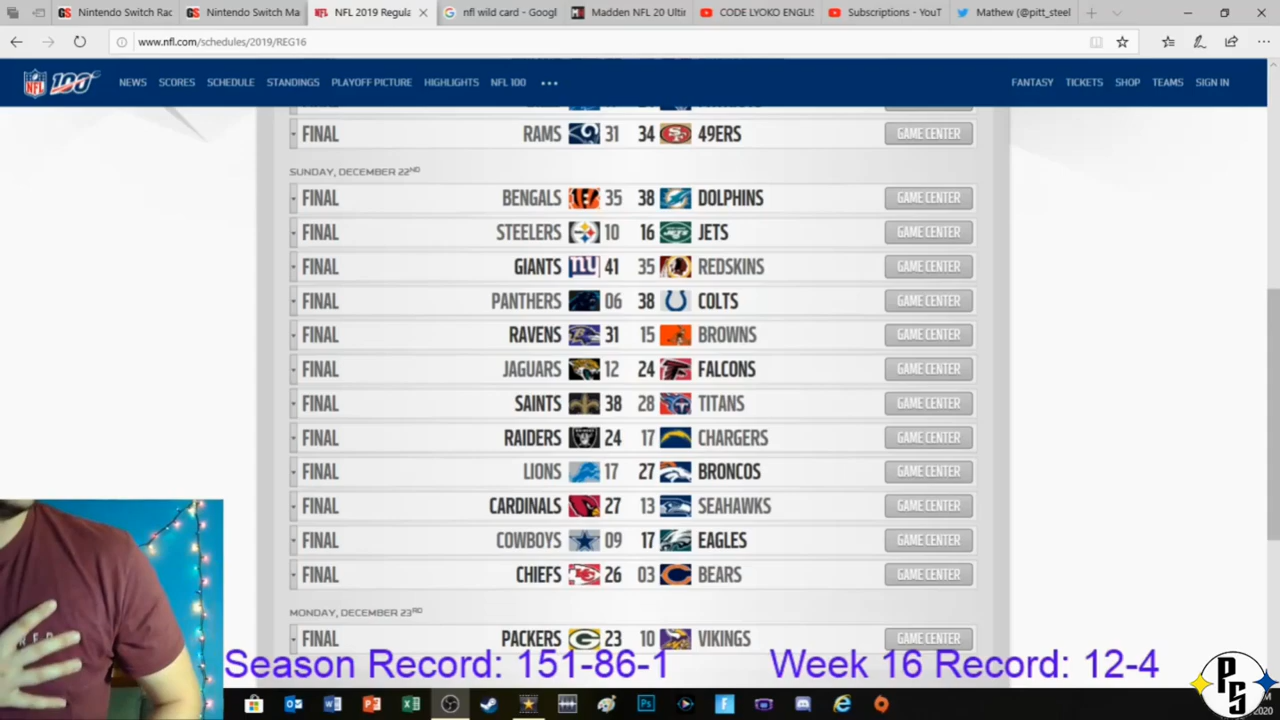 Nintendo Switch Rac
Nintendo Switch Ma
NFL 2019 Regula
nfl wild card - Googl
Madden NFL 20 Ultir
CODE LYOKO ENGLIS
Subscriptions - YouT
Mathew (@pitt_steel
www.nfl.com/schedules/2019/REG16
NFL 100 NEWS SCORES SCHEDULE STANDINGS PLAYOFF PICTURE HIGHLIGHTS NFL 100 FANTASY TICKETS SHOP TEAMS SIGN IN
FINAL RAMS 31 34 49ERS GAME CENTER
SUNDAY, DECEMBER 22ND
FINAL BENGALS 35 38 DOLPHINS GAME CENTER
FINAL STEELERS 10 16 JETS GAME CENTER
FINAL GIANTS 41 35 REDSKINS GAME CENTER
FINAL PANTHERS 06 38 COLTS GAME CENTER
FINAL RAVENS 31 15 BROWNS GAME CENTER
FINAL JAGUARS 12 24 FALCONS GAME CENTER
FINAL SAINTS 38 28 TITANS GAME CENTER
FINAL RAIDERS 24 17 CHARGERS GAME CENTER
FINAL LIONS 17 27 BRONCOS GAME CENTER
FINAL CARDINALS 27 13 SEAHAWKS GAME CENTER
FINAL COWBOYS 09 17 EAGLES GAME CENTER
FINAL CHIEFS 26 03 BEARS GAME CENTER
MONDAY, DECEMBER 23RD
FINAL PACKERS 23 10 VIKINGS GAME CENTER
Season Record: 151-86-1 Week 16 Record: 12-4
PS